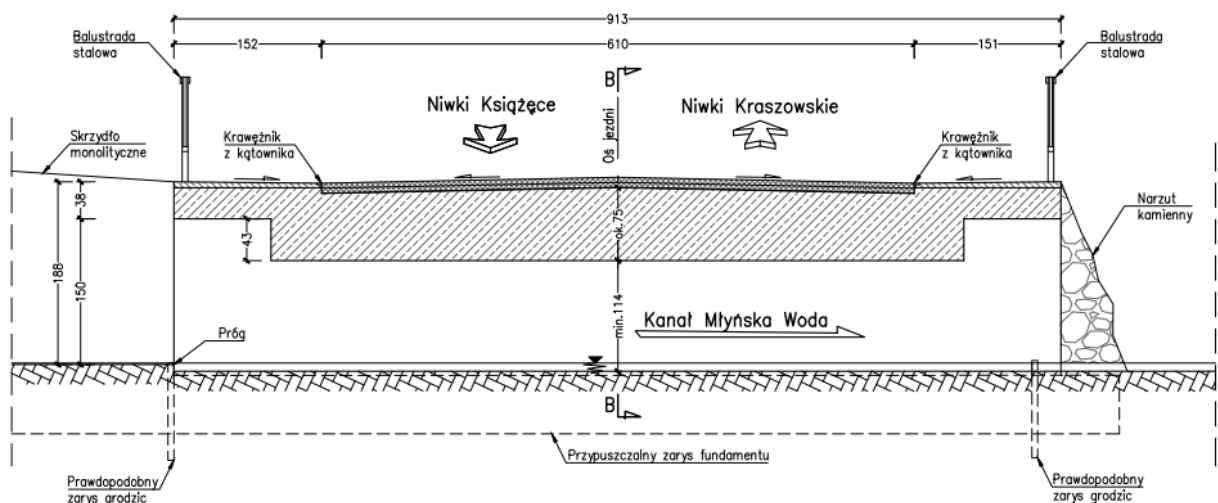 913
152
610
151
Balustrada
stalowa
Balustrada
stalowa
B
Niwki Książęce
Niwki Kraszowskie
Oś jezdni
Skrzydło
monolityczne
Krawężnik
z kątownika
Krawężnik
z kątownika
38
43
ok.75
Narzut
kamienny
188
150
min.114
Kanał Młyńska Woda
Próg
B
Przypuszczalny zarys fundamentu
Prawdopodobny
zarys grodzic
Prawdopodobny
zarys grodzic